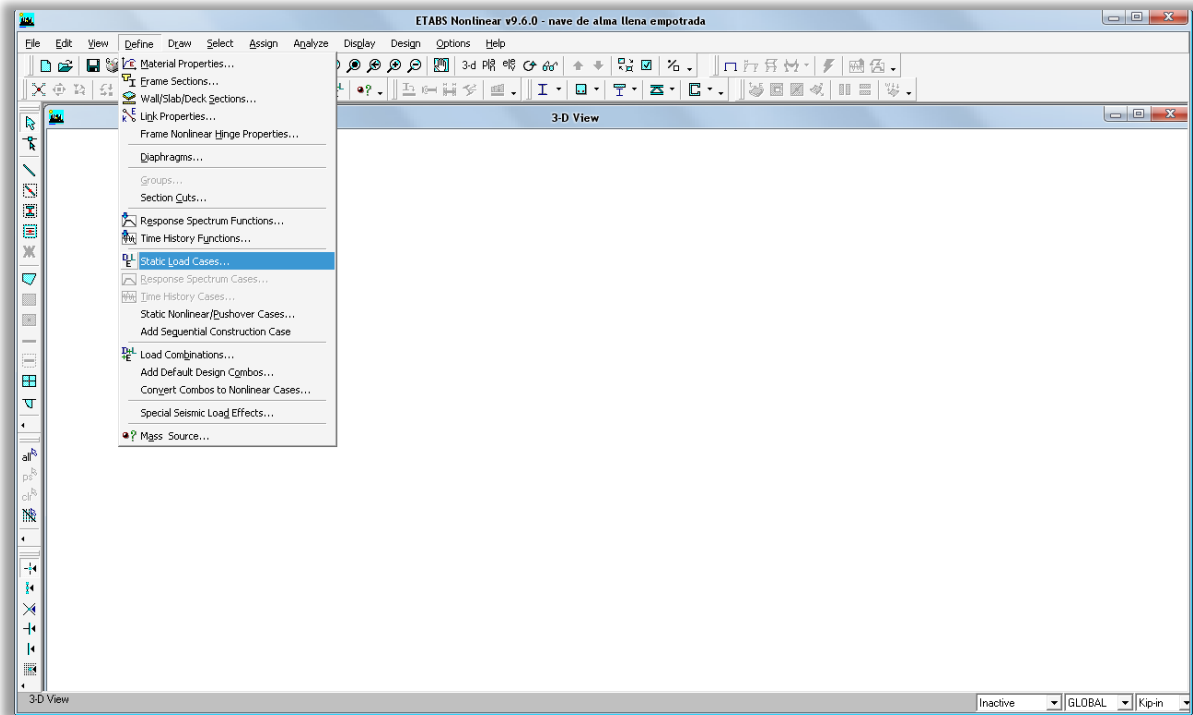 ETABS Nonlinear v9.6.0 - nave de alma llena empotrada
File Edit View Define Draw Select Assign Analyze Display Design Options Help
Material Properties...
Frame Sections...
Wall/Slab/Deck Sections...
Link Properties...
Frame Nonlinear Hinge Properties...
Diaphragms...
Groups...
Section Cuts...
Response Spectrum Functions...
Time History Functions...
Static Load Cases...
Response Spectrum Cases...
Time History Cases...
Static Nonlinear/Pushover Cases...
Add Sequential Construction Case
Load Combinations...
Add Default Design Combos...
Convert Combos to Nonlinear Cases...
Special Seismic Load Effects...
Mass Source...
3-d
3-D View
all
ps
clr
3-D View
Inactive
GLOBAL
Kip-in